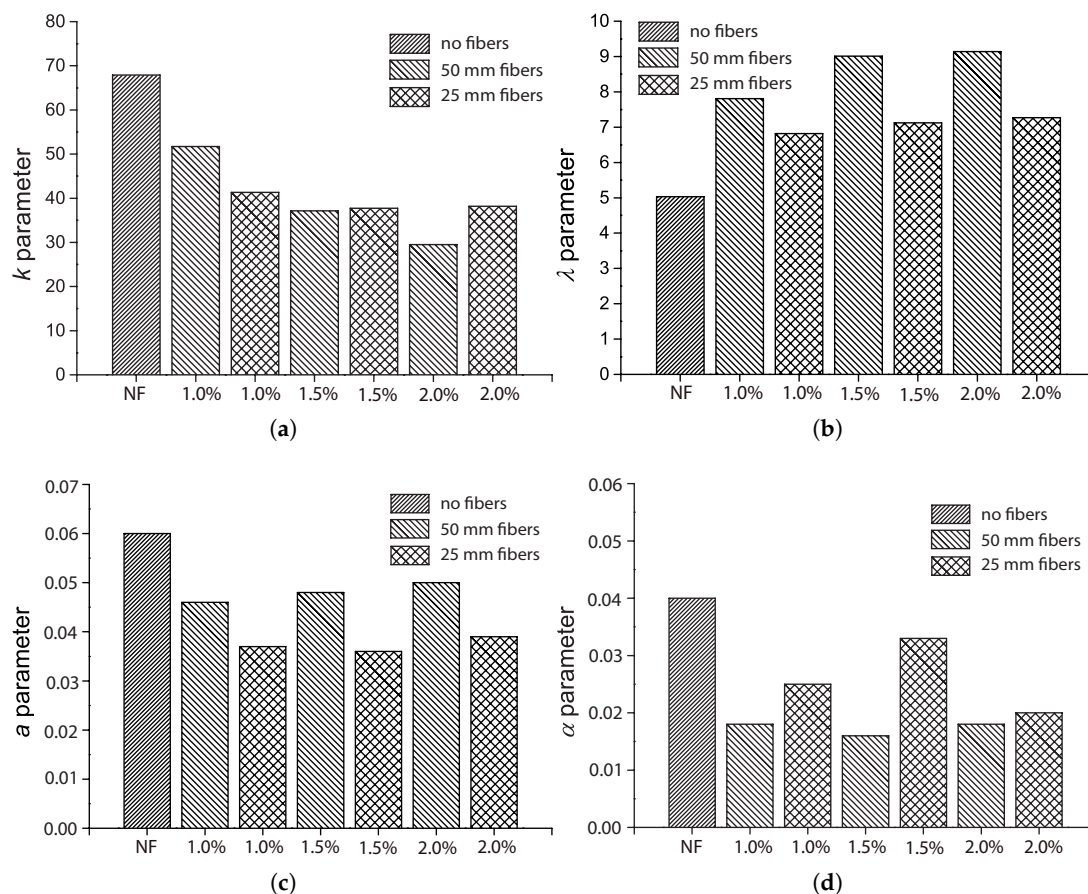 80
70
60
50
40
30
20
10
0
k parameter
no fibers
50 mm fibers
25 mm fibers
NF 1.0% 1.0% 1.5% 1.5% 2.0% 2.0%
(a)
10
9
8
7
6
5
4
3
2
1
0
λ parameter
no fibers
50 mm fibers
25 mm fibers
NF 1.0% 1.0% 1.5% 1.5% 2.0% 2.0%
(b)
0.07
0.06
0.05
0.04
0.03
0.02
0.01
0.00
a parameter
no fibers
50 mm fibers
25 mm fibers
NF 1.0% 1.0% 1.5% 1.5% 2.0% 2.0%
(c)
0.06
0.05
0.04
0.03
0.02
0.01
0.00
α parameter
no fibers
50 mm fibers
25 mm fibers
NF 1.0% 1.0% 1.5% 1.5% 2.0% 2.0%
(d)